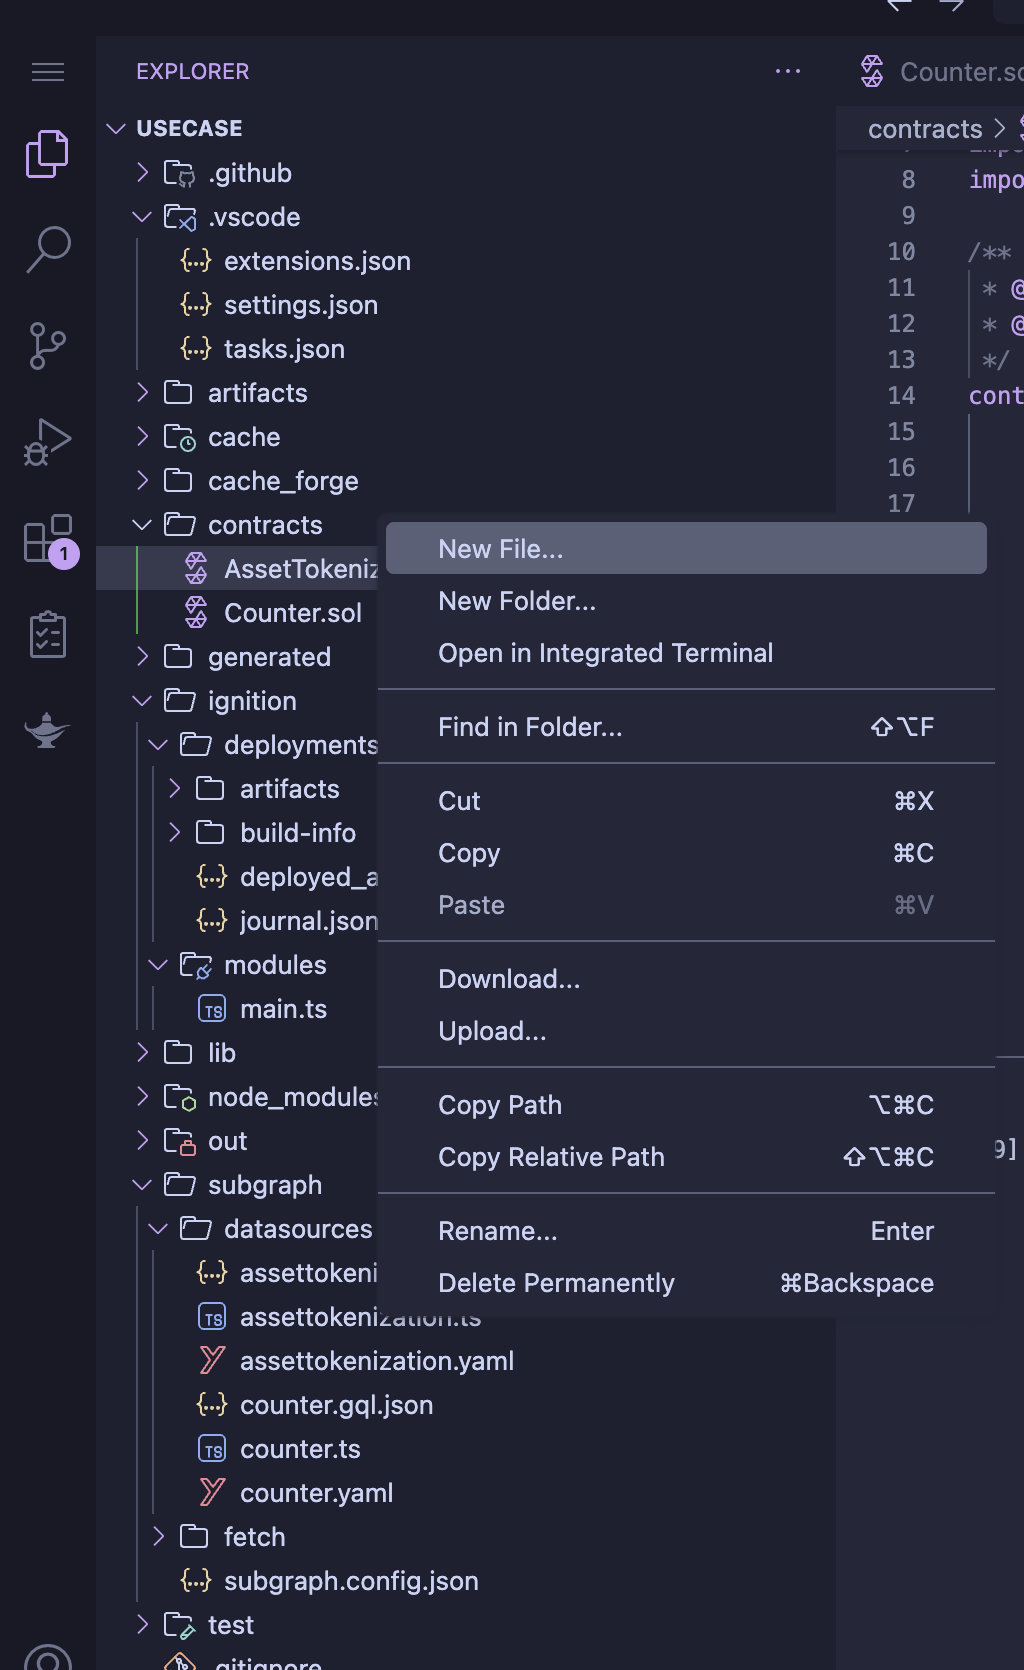 EXPLORER
USECASE
.github
.vscode
{...} extensions.json
{...} settings.json
{...} tasks.json
artifacts
cache
cache_forge
contracts
AssetTokeniz
Counter.sol
generated
ignition
deployments
artifacts
build-info
{...} deployed_a
{...} journal.json
modules
TS main.ts
lib
node_modules
out
subgraph
datasources
{...} assettokeni
TS assettokenization.ts
assettokenization.yaml
{...} counter.gql.json
TS counter.ts
counter.yaml
fetch
{...} subgraph.config.json
test
.gitignore
1
New File...
New Folder...
Open in Integrated Terminal
Find in Folder... ⇧⌥F
Cut ⌘X
Copy ⌘C
Paste ⌘V
Download...
Upload...
Copy Path ⌥⌘C
Copy Relative Path ⇧⌥⌘C
Rename... Enter
Delete Permanently ⌘Backspace
Counter.so
contracts >
8 impo
9
10 /**
11 * @
12 * @
13 */
14 cont
15
16
17
9]